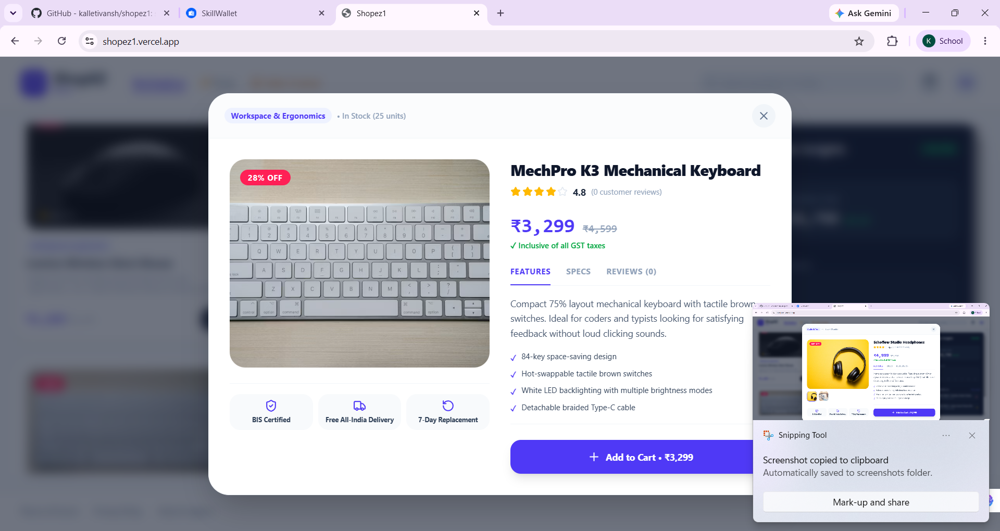 GitHub - kalletivansh/shopez1:
SkillWallet
Shopez1
Ask Gemini
shopez1.vercel.app
K
School
Workspace & Ergonomics
• In Stock (25 units)
28% OFF
MechPro K3 Mechanical Keyboard
4.8 (0 customer reviews)
₹3,299 ₹4,599
✓ Inclusive of all GST taxes
FEATURES SPECS REVIEWS (0)
Compact 75% layout mechanical keyboard with tactile brown
switches. Ideal for coders and typists looking for satisfying
feedback without loud clicking sounds.
✓ 84-key space-saving design
✓ Hot-swappable tactile brown switches
✓ White LED backlighting with multiple brightness modes
✓ Detachable braided Type-C cable
BIS Certified
Free All-India Delivery
7-Day Replacement
+ Add to Cart • ₹3,299
Echoflow Studio Headphones
₹4,999
Add to Cart • ₹4,999
Snipping Tool
Screenshot copied to clipboard
Automatically saved to screenshots folder.
Mark-up and share